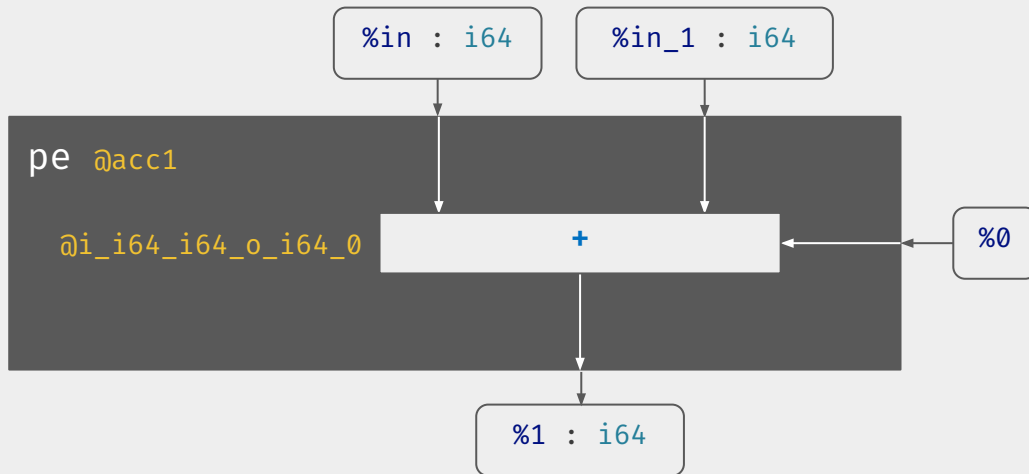 %in : i64
%in_1 : i64
pe @acc1
@i_i64_i64_o_i64_0
+
%0
%1 : i64